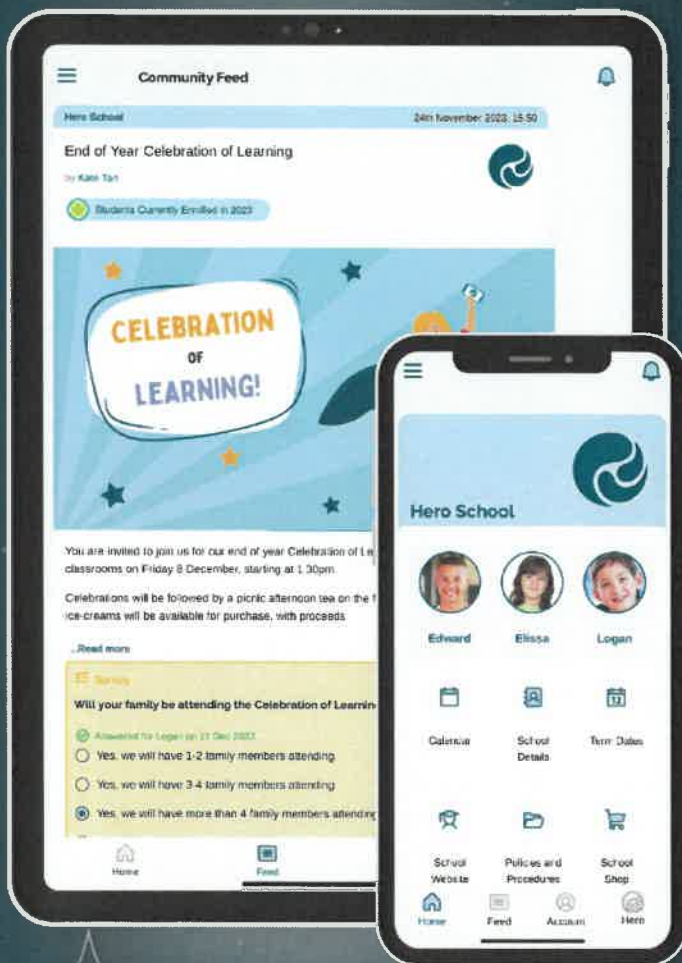 Community Feed
Hero School
24th November 2023, 15:50
End of Year Celebration of Learning
by Kate Tan
Students Currently Enrolled in 2023
CELEBRATION
OF
LEARNING!
You are invited to join us for our end of year Celebration of Le
classrooms on Friday 8 December, starting at 1.30pm.
Celebrations will be followed by a picnic afternoon tea on the f
ice-creams will be available for purchase, with proceeds
...Read more
Survey
Will your family be attending the Celebration of Learnin
Answered for Logan on 11 Dec 2023
Yes, we will have 1-2 family members attending
Yes, we will have 3-4 family members attending
Yes, we will have more than 4 family members attending
Home
Feed
Hero School
Edward
Elissa
Logan
Calendar
School
Details
Term Dates
12
School
Website
Policies and
Procedures
School
Shop
Home
Feed
Account
Hero